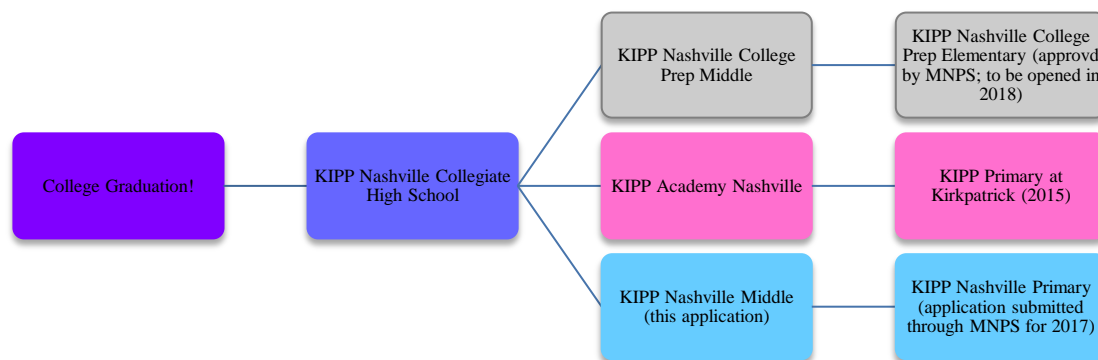 College Graduation!
KIPP Nashville Collegiate
High School
KIPP Nashville College
Prep Middle
KIPP Nashville College
Prep Elementary (approvd
by MNPS; to be opened in
2018)
KIPP Academy Nashville
KIPP Primary at
Kirkpatrick (2015)
KIPP Nashville Middle
(this application)
KIPP Nashville Primary
(application submitted
through MNPS for 2017)